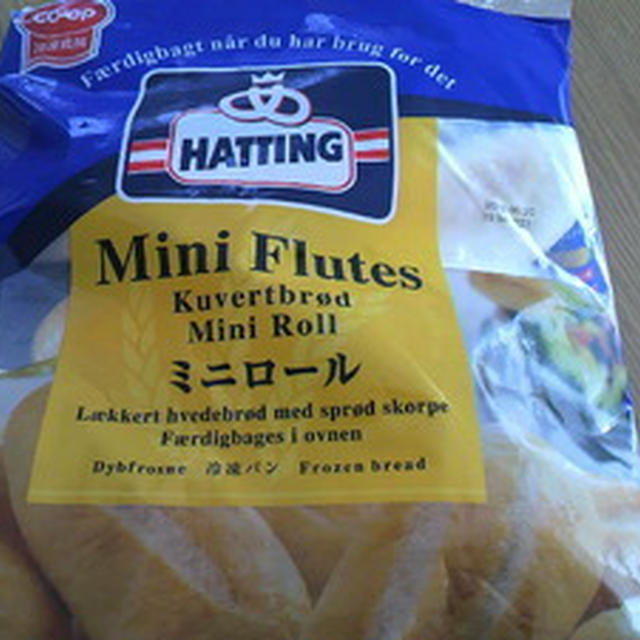 CO-OP
Færdigbagt når du har brug for det
HATTING
Mini Flutes
Kuvertbrød
Mini Roll
ミニロール
Lækkert hvedebrød med sprød skorpe
Færdigbages i ovnen
Dybfrosne 冷凍パン Frozen bread